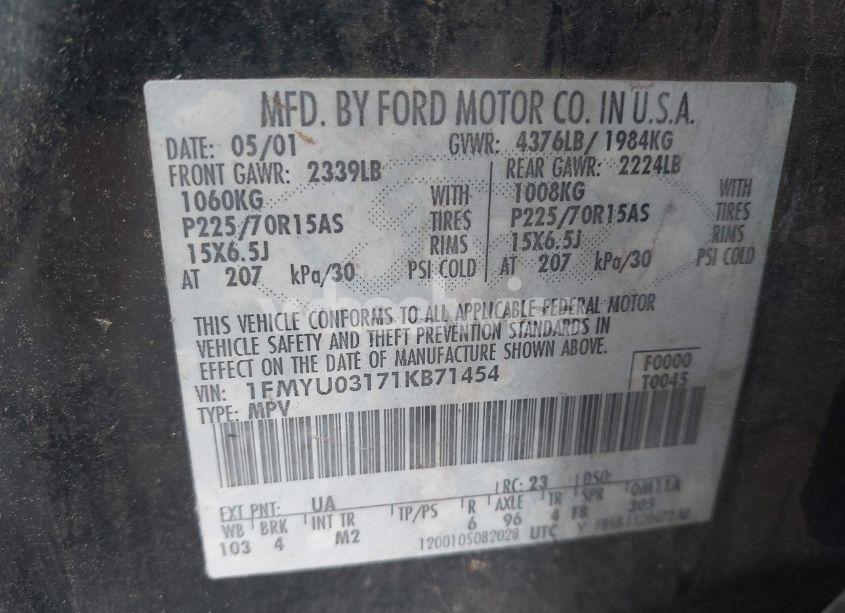 MFD. BY FORD MOTOR CO. IN U.S.A.
DATE: 05/01 GVWR: 4376LB/ 1984KG
FRONT GAWR: 2339LB REAR GAWR: 2224LB
1060KG WITH 1008KG WITH
P225/70R15AS TIRES P225/70R15AS TIRES
15X6.5J RIMS 15X6.5J RIMS
AT 207 kPa/30 PSI COLD AT 207 kPa/30 PSI COLD
THIS VEHICLE CONFORMS TO ALL APPLICABLE FEDERAL MOTOR
VEHICLE SAFETY AND THEFT PREVENTION STANDARDS IN
EFFECT ON THE DATE OF MANUFACTURE SHOWN ABOVE.
VIN: 1FMYU03171KB71454 F0000
TYPE: MPV T0045
EXT PNT: UA RC: 23 DSO:
WB BRK INT TR TP/PS R AXLE TR SPR
103 4 M2 6 96 4 FB 303
1200105082028 UTC